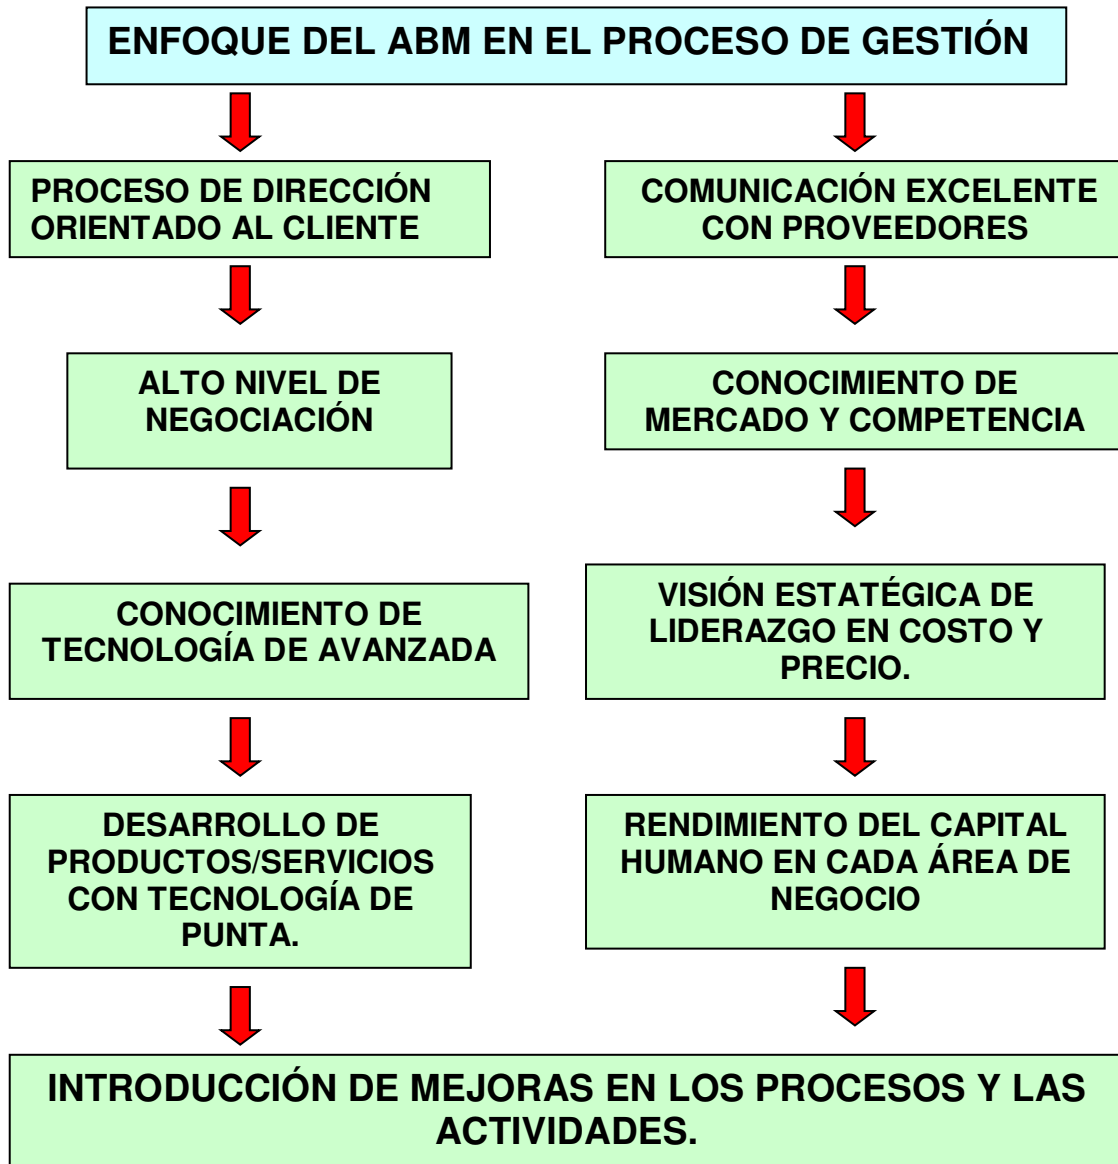 ENFOQUE DEL ABM EN EL PROCESO DE GESTIÓN
PROCESO DE DIRECCIÓN
ORIENTADO AL CLIENTE
COMUNICACIÓN EXCELENTE
CON PROVEEDORES
ALTO NIVEL DE
NEGOCIACIÓN
CONOCIMIENTO DE
MERCADO Y COMPETENCIA
CONOCIMIENTO DE
TECNOLOGÍA DE AVANZADA
VISIÓN ESTATÉGICA DE
LIDERAZGO EN COSTO Y
PRECIO.
DESARROLLO DE
PRODUCTOS/SERVICIOS
CON TECNOLOGÍA DE
PUNTA.
RENDIMIENTO DEL CAPITAL
HUMANO EN CADA ÁREA DE
NEGOCIO
INTRODUCCIÓN DE MEJORAS EN LOS PROCESOS Y LAS
ACTIVIDADES.